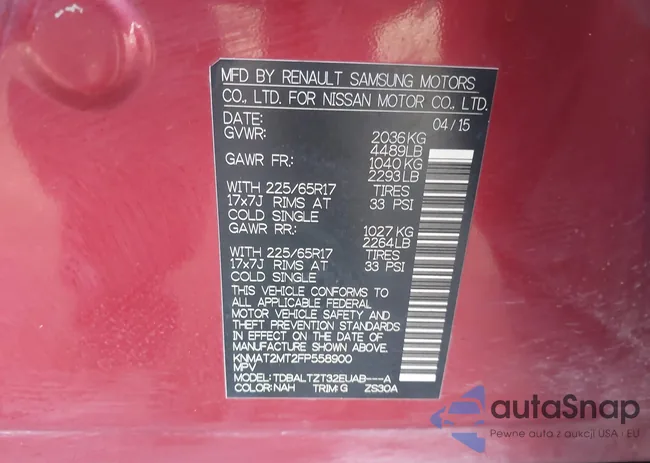 MFD BY RENAULT SAMSUNG MOTORS
CO., LTD. FOR NISSAN MOTOR CO., LTD.
DATE: 04/15
GVWR: 2036KG
4489LB
GAWR FR: 1040KG
2293LB
WITH 225/65R17 TIRES
17x7J RIMS AT 33 PSI
COLD SINGLE
GAWR RR: 1027 KG
2264LB
WITH 225/65R17 TIRES
17x7J RIMS AT 33 PSI
COLD SINGLE
THIS VEHICLE CONFORMS TO
ALL APPLICABLE FEDERAL
MOTOR VEHICLE SAFETY AND
THEFT PREVENTION STANDARDS
IN EFFECT ON THE DATE OF
MANUFACTURE SHOWN ABOVE.
KNMAT2MT2FP558900
MPV
MODEL: TDBALTZT32EUAB---A
COLOR: NAH TRIM: G ZS30A
autaSnap
Pewne auta z aukcji USA i EU